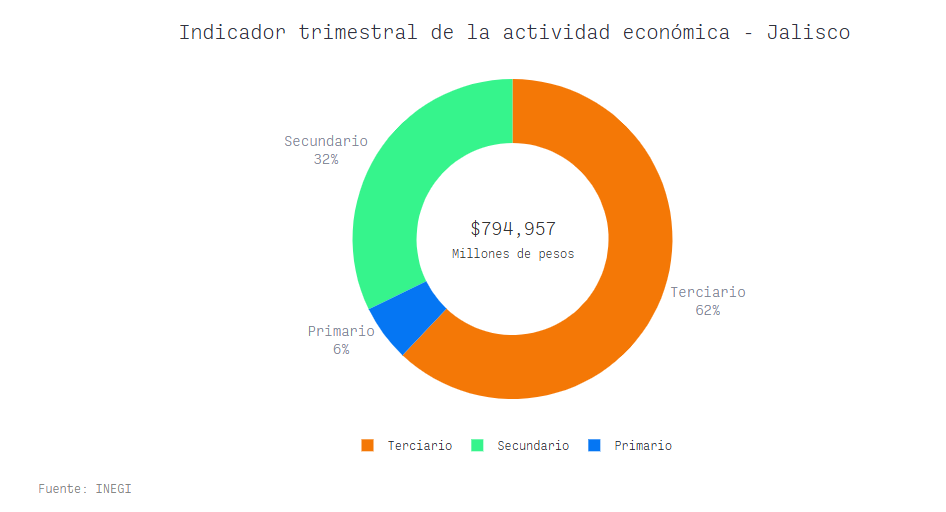 Indicador trimestral de la actividad económica - Jalisco
Secundario
32%
$794,957
Millones de pesos
Terciario
62%
Primario
6%
Terciario Secundario Primario
Fuente: INEGI